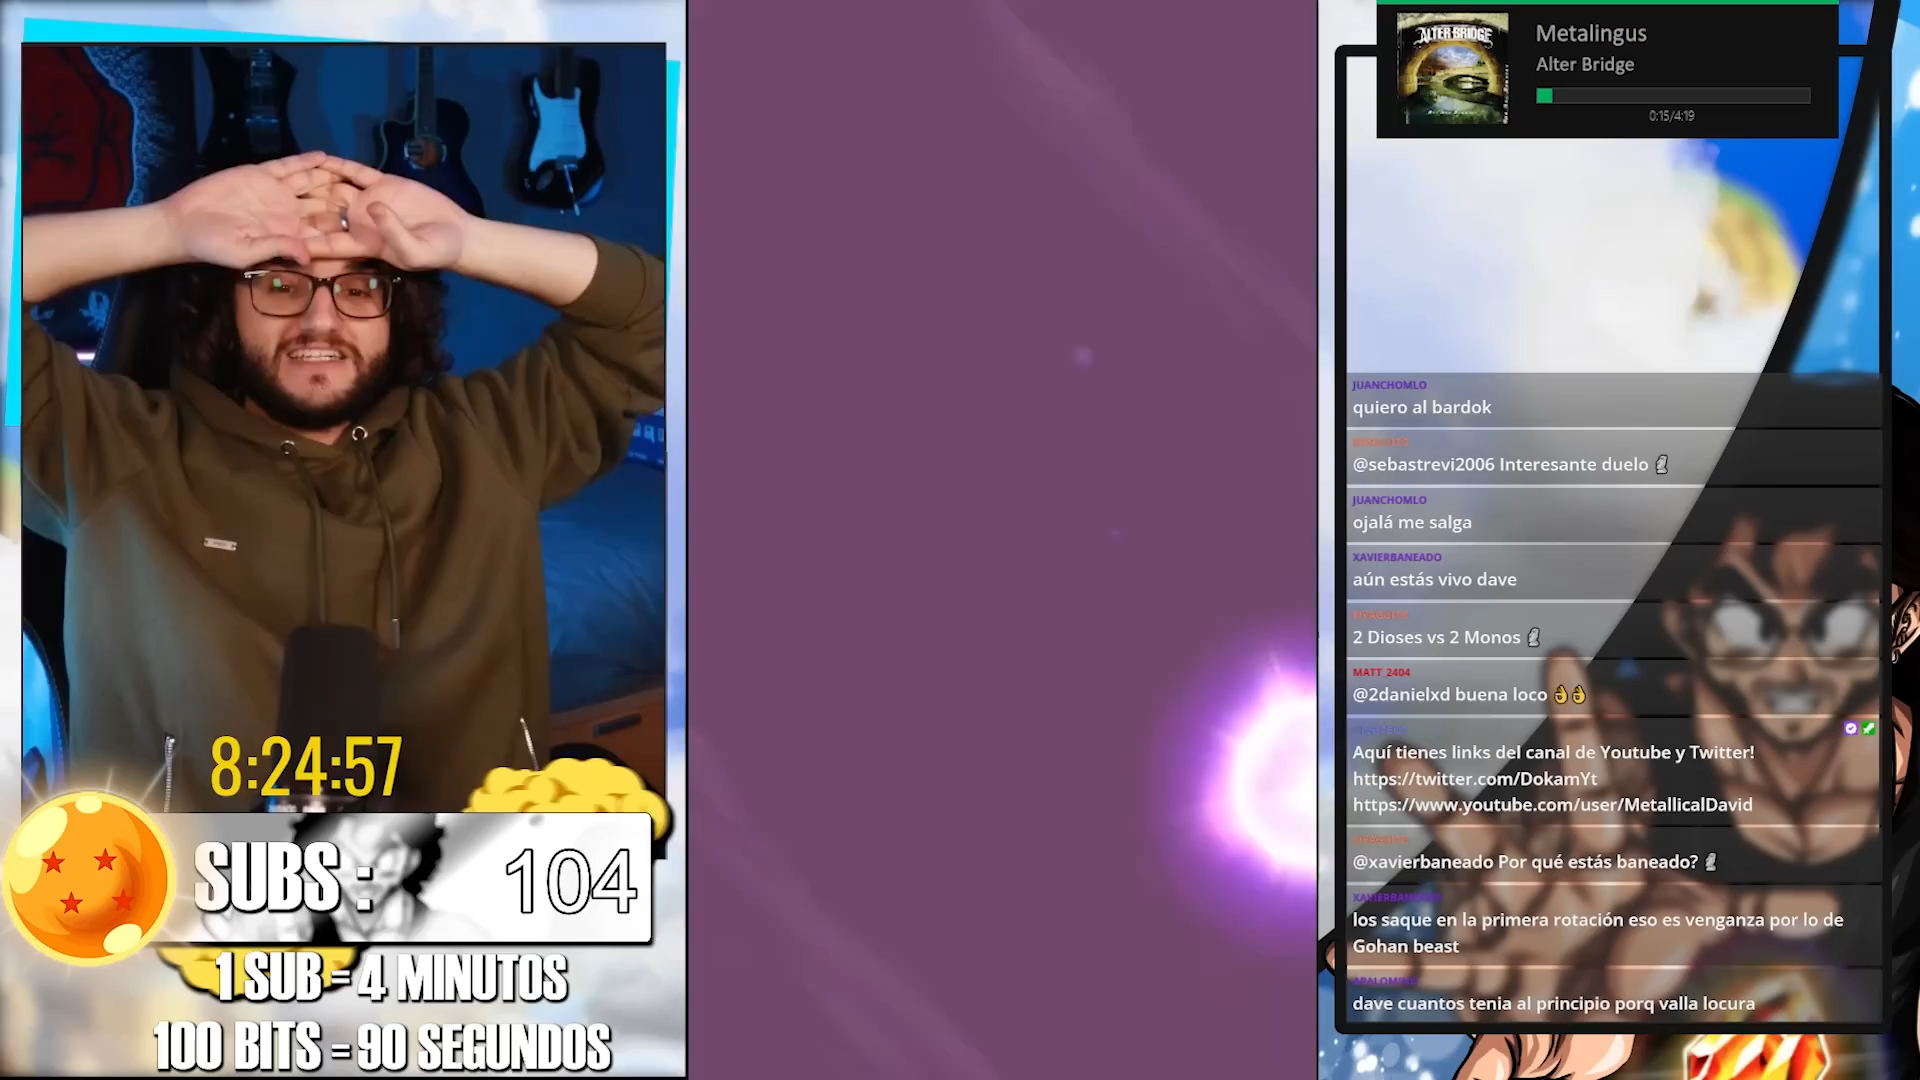 8:24:57
SUBS : 104
1 SUB = 4 MINUTOS
100 BITS = 90 SEGUNDOS
ALTER BRIDGE
Metalingus
Alter Bridge
0:15/4:19
JUANCHOMLO
quiero al bardok
@sebastrevi2006 Interesante duelo
JUANCHOMLO
ojalá me salga
XAVIERBANEADO
aún estás vivo dave
2 Dioses vs 2 Monos
MATT_2404
@2danielxd buena loco 👌👌
Aquí tienes links del canal de Youtube y Twitter!
https://twitter.com/DokamYt
https://www.youtube.com/user/MetallicalDavid
@xavierbaneado Por qué estás baneado?
XAVIERBANEADO
los saque en la primera rotación eso es venganza por lo de
Gohan beast
dave cuantos tenia al principio porq valla locura